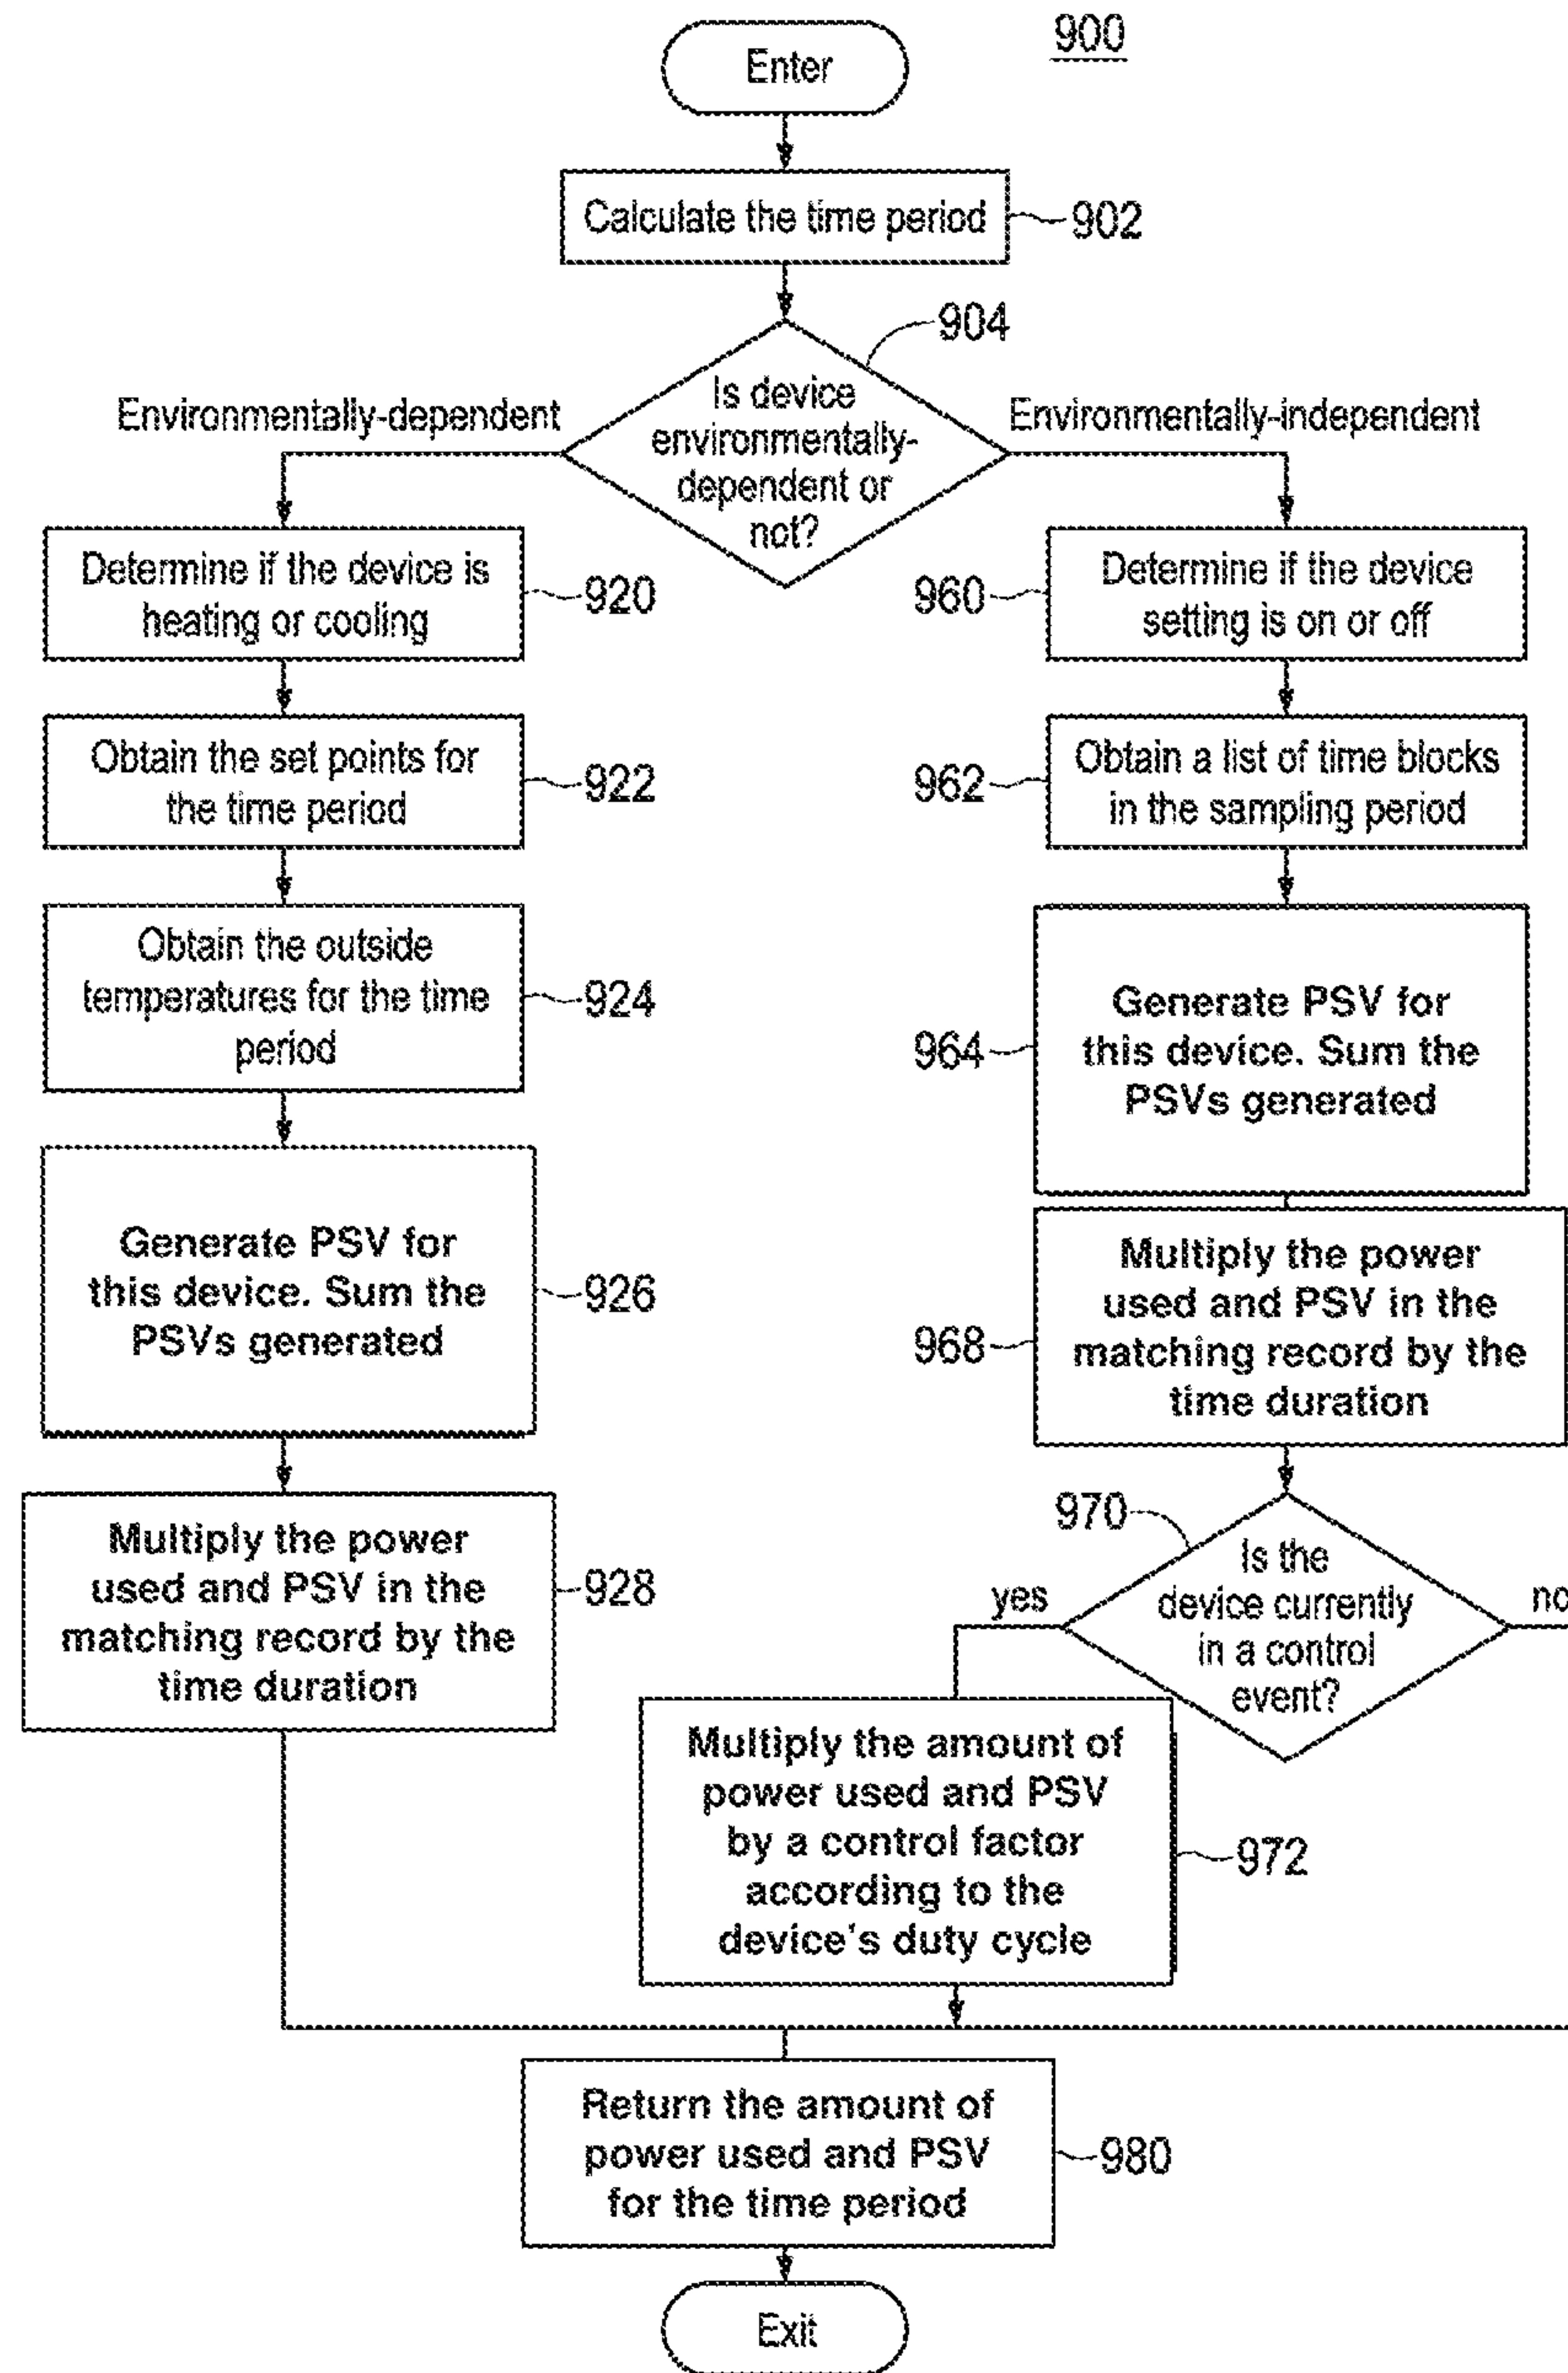 900
Enter
Calculate the time period
902
904
Is device
environmentally-
dependent or
not?
Environmentally-dependent
Environmentally-independent
Determine if the device is
heating or cooling
920
Obtain the set points for
the time period
922
Obtain the outside
temperatures for the time
period
924
Generate PSV for
this device. Sum the
PSVs generated
926
Multiply the power
used and PSV in the
matching record by the
time duration
928
960
Determine if the device
setting is on or off
962
Obtain a list of time blocks
in the sampling period
964
Generate PSV for
this device. Sum the
PSVs generated
968
Multiply the power
used and PSV in the
matching record by the
time duration
970
Is the
device currently
in a control
event?
yes
Multiply the amount of
power used and PSV
by a control factor
according to the
device's duty cycle
972
Return the amount of
power used and PSV
for the time period
980
Exit